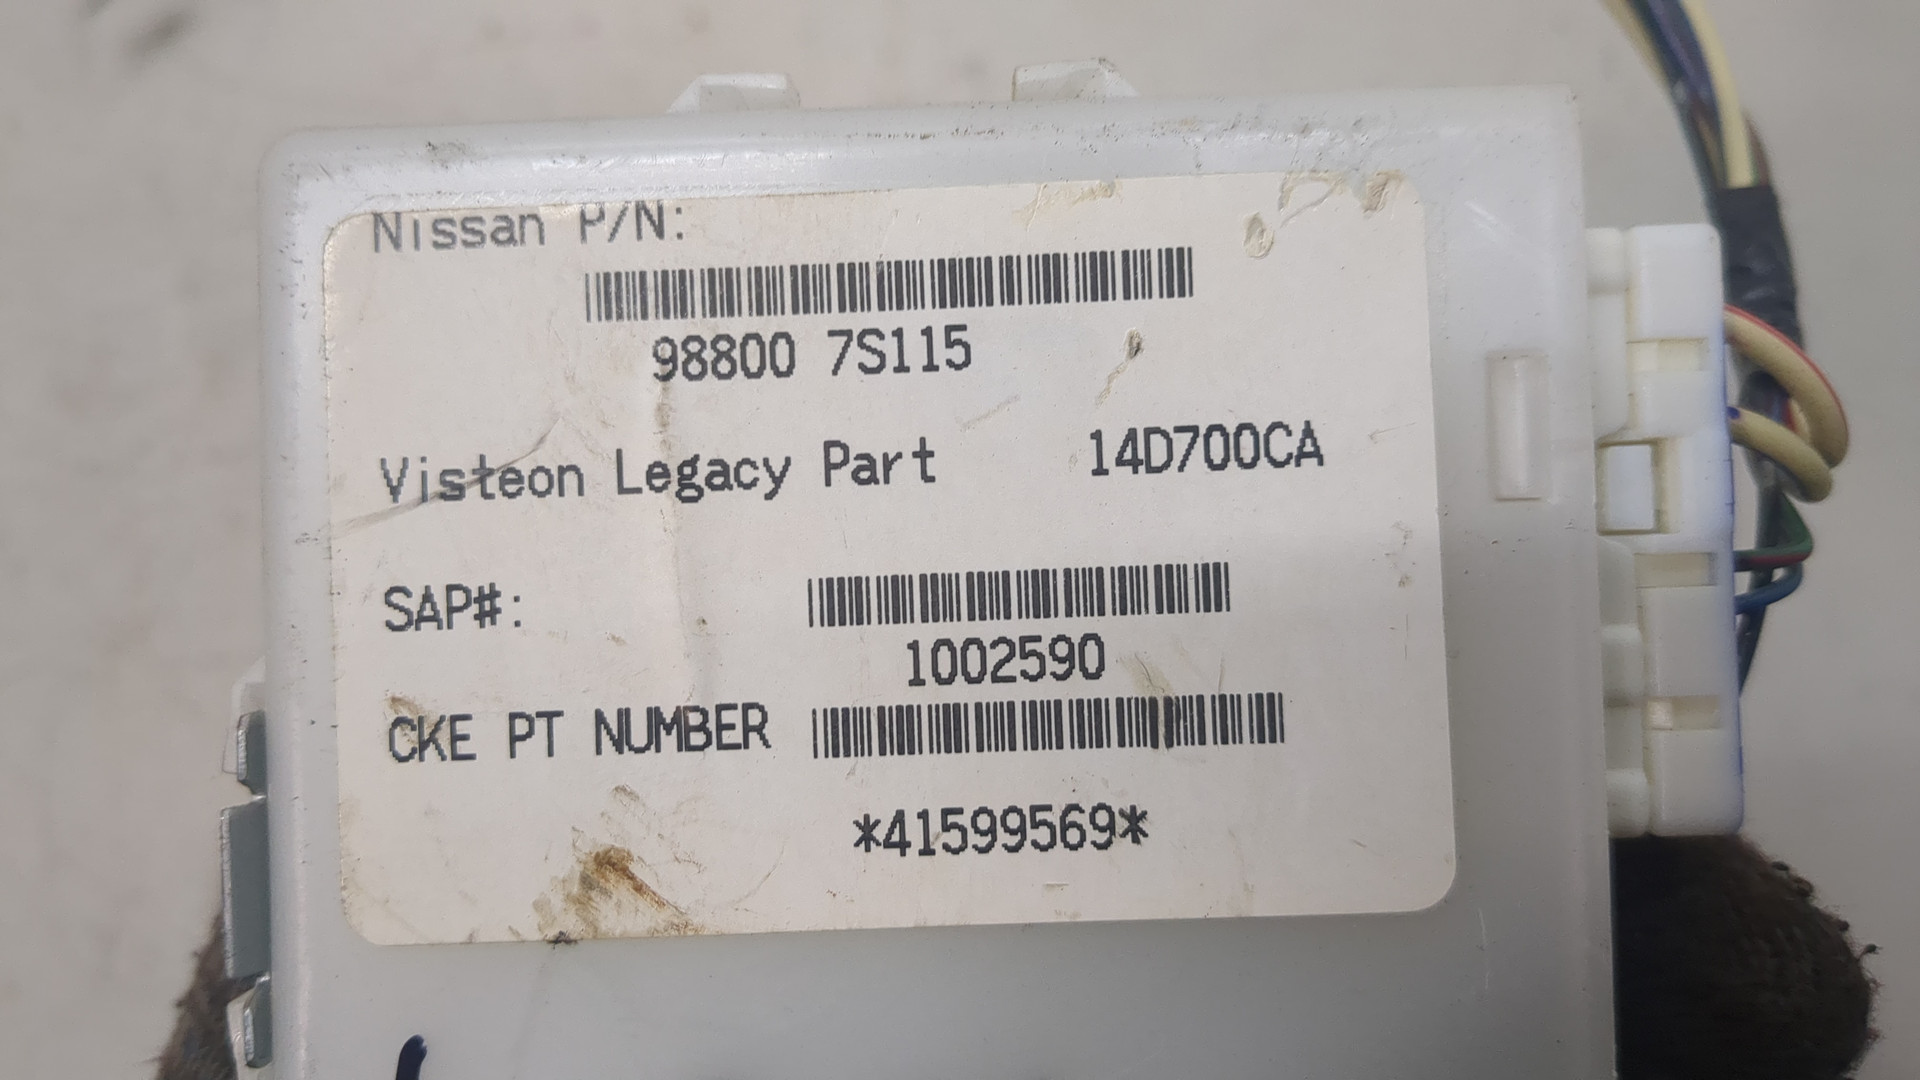 Nissan P/N:
98800 7S115
Visteon Legacy Part 14D700CA
SAP#:
1002590
CKE PT NUMBER
*41599569*